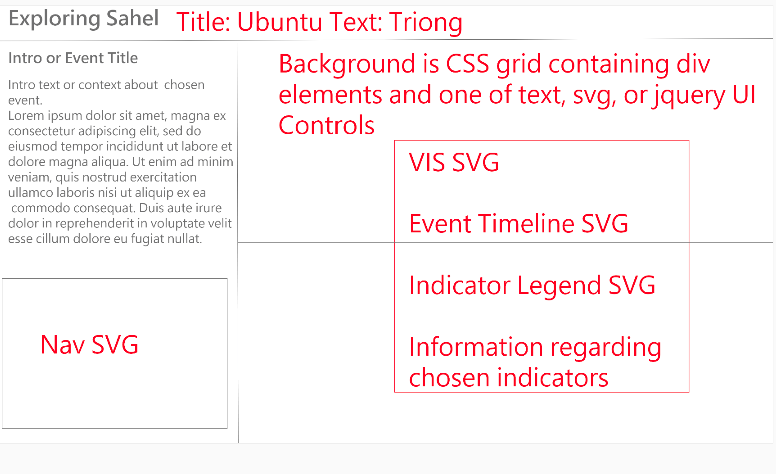 Exploring Sahel
Title: Ubuntu Text: Triong
Intro or Event Title
Intro text or context about chosen
event.
Lorem ipsum dolor sit amet, magna ex
consectetur adipiscing elit, sed do
eiusmod tempor incididunt ut labore et
dolore magna aliqua. Ut enim ad minim
veniam, quis nostrud exercitation
ullamco laboris nisi ut aliquip ex ea
commodo consequat. Duis aute irure
dolor in reprehenderit in voluptate velit
esse cillum dolore eu fugiat nullat.
Nav SVG
Background is CSS grid containing div
elements and one of text, svg, or jquery UI
Controls
VIS SVG
Event Timeline SVG
Indicator Legend SVG
Information regarding
chosen indicators